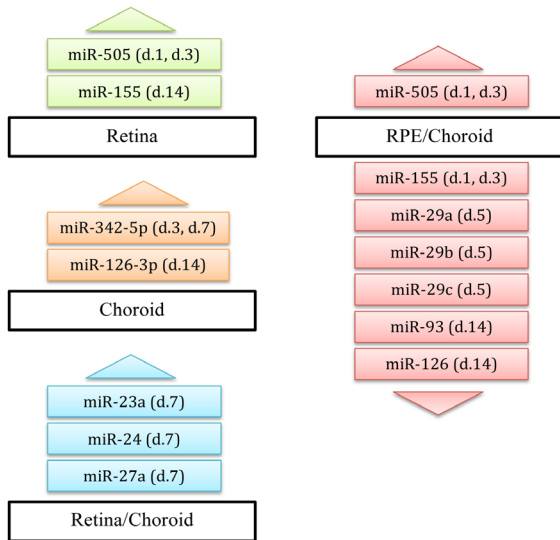 miR-505 (d.1, d.3)
miR-155 (d.14)
Retina
miR-342-5p (d.3, d.7)
miR-126-3p (d.14)
Choroid
miR-23a (d.7)
miR-24 (d.7)
miR-27a (d.7)
Retina/Choroid
miR-505 (d.1, d.3)
RPE/Choroid
miR-155 (d.1, d.3)
miR-29a (d.5)
miR-29b (d.5)
miR-29c (d.5)
miR-93 (d.14)
miR-126 (d.14)